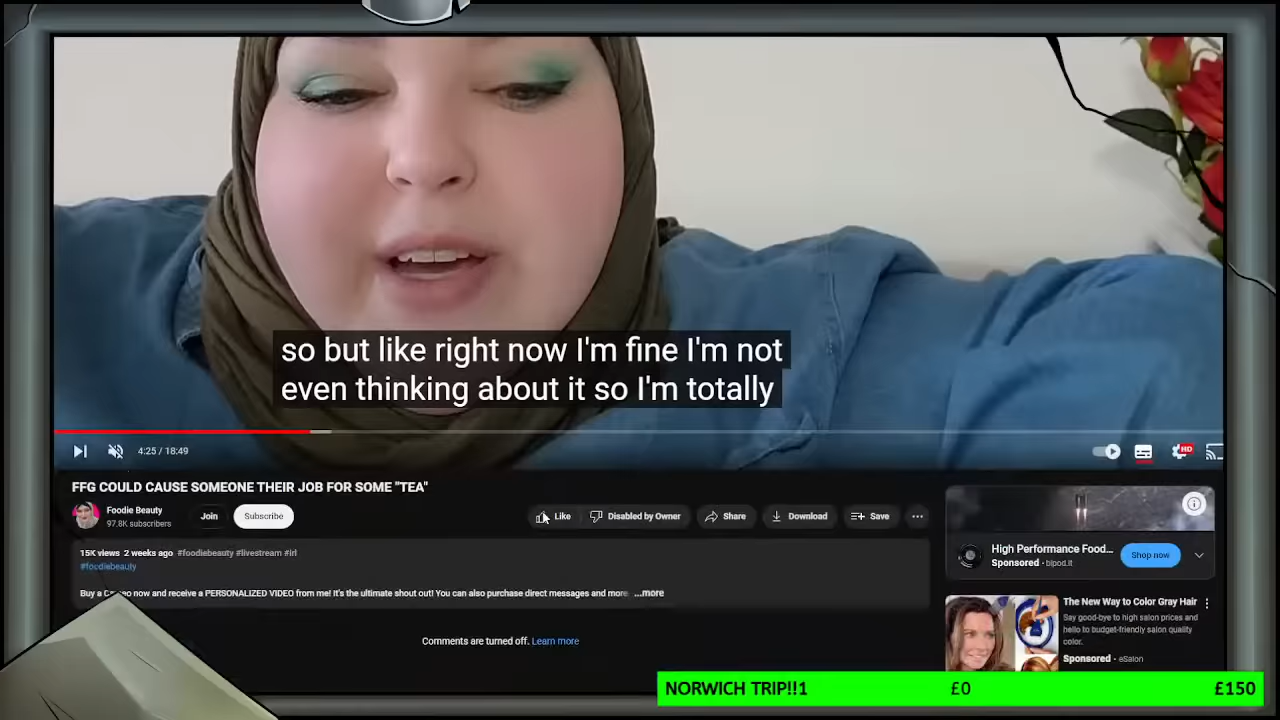 so but like right now I'm fine I'm not
even thinking about it so I'm totally
4:25 / 18:49
HD
FFG COULD CAUSE SOMEONE THEIR JOB FOR SOME "TEA"
Foodie Beauty
97.8K subscribers
Join
Subscribe
Like
Disabled by Owner
Share
Download
Save
15K views 2 weeks ago #foodiebeauty #livestream #irl
#foodiebeauty
Buy a now and receive a PERSONALIZED VIDEO from me! It's the ultimate shout out! You can also purchase direct messages and more ...more
Comments are turned off. Learn more
High Performance Food...
Sponsored · bipod.it
Shop now
The New Way to Color Gray Hair
Say good-bye to high salon prices and
hello to budget-friendly salon quality
color.
Sponsored · eSalon
NORWICH TRIP!!1 £0 £150